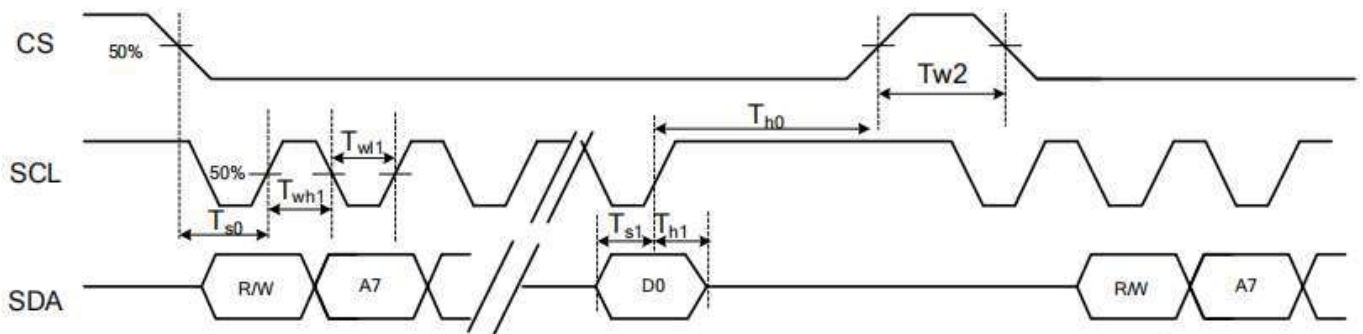 CS
50%
Tw2
Th0
Twl1
SCL
50%
Twh1
Ts0
Ts1
Th1
SDA
R/W
A7
D0
R/W
A7